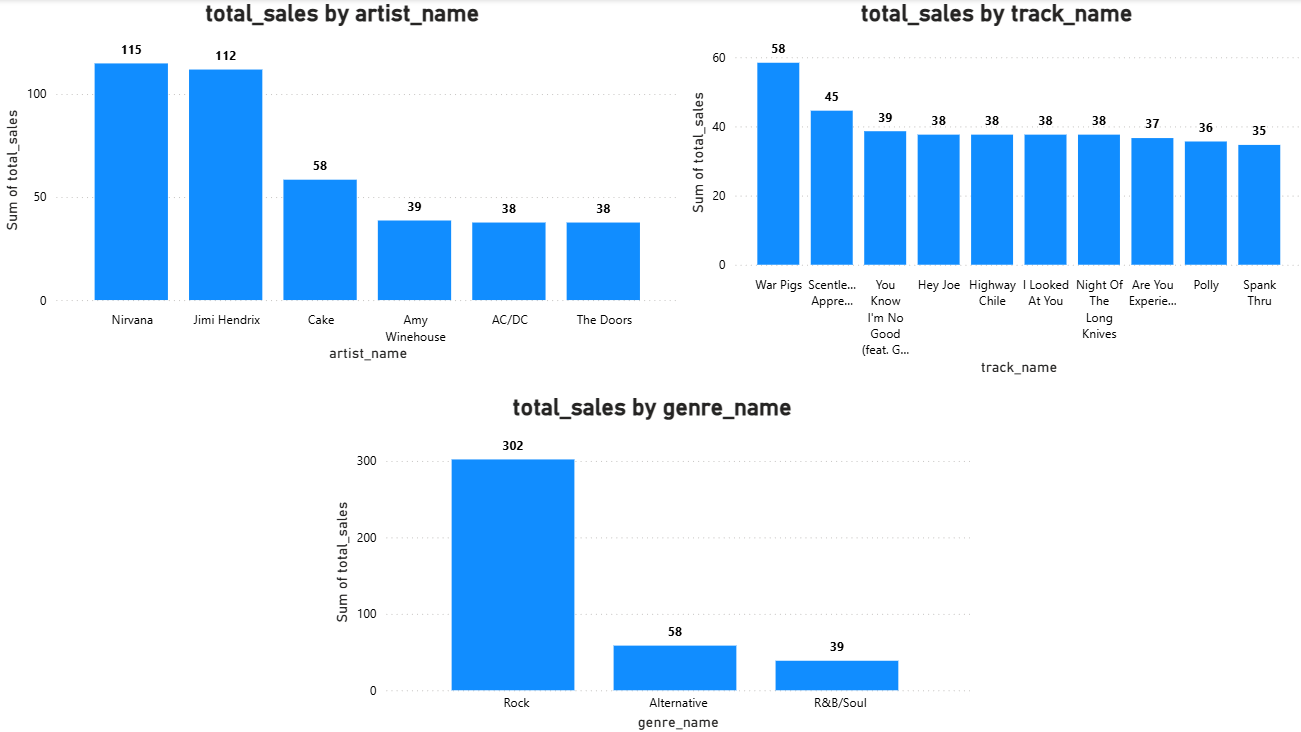 total_sales by artist_name
115
112
58
39
38
38
100
50
0
Sum of total_sales
Nirvana
Jimi Hendrix
Cake
Amy
Winehouse
AC/DC
The Doors
artist_name
total_sales by track_name
58
45
39
38
38
38
38
37
36
35
60
40
20
0
Sum of total_sales
War Pigs
Scentle...
Appre...
You
Know
I'm No
Good
(feat. G...
Hey Joe
Highway
Chile
I Looked
At You
Night Of
The
Long
Knives
Are You
Experie...
Polly
Spank
Thru
track_name
total_sales by genre_name
302
58
39
300
200
100
0
Sum of total_sales
Rock
Alternative
R&B/Soul
genre_name